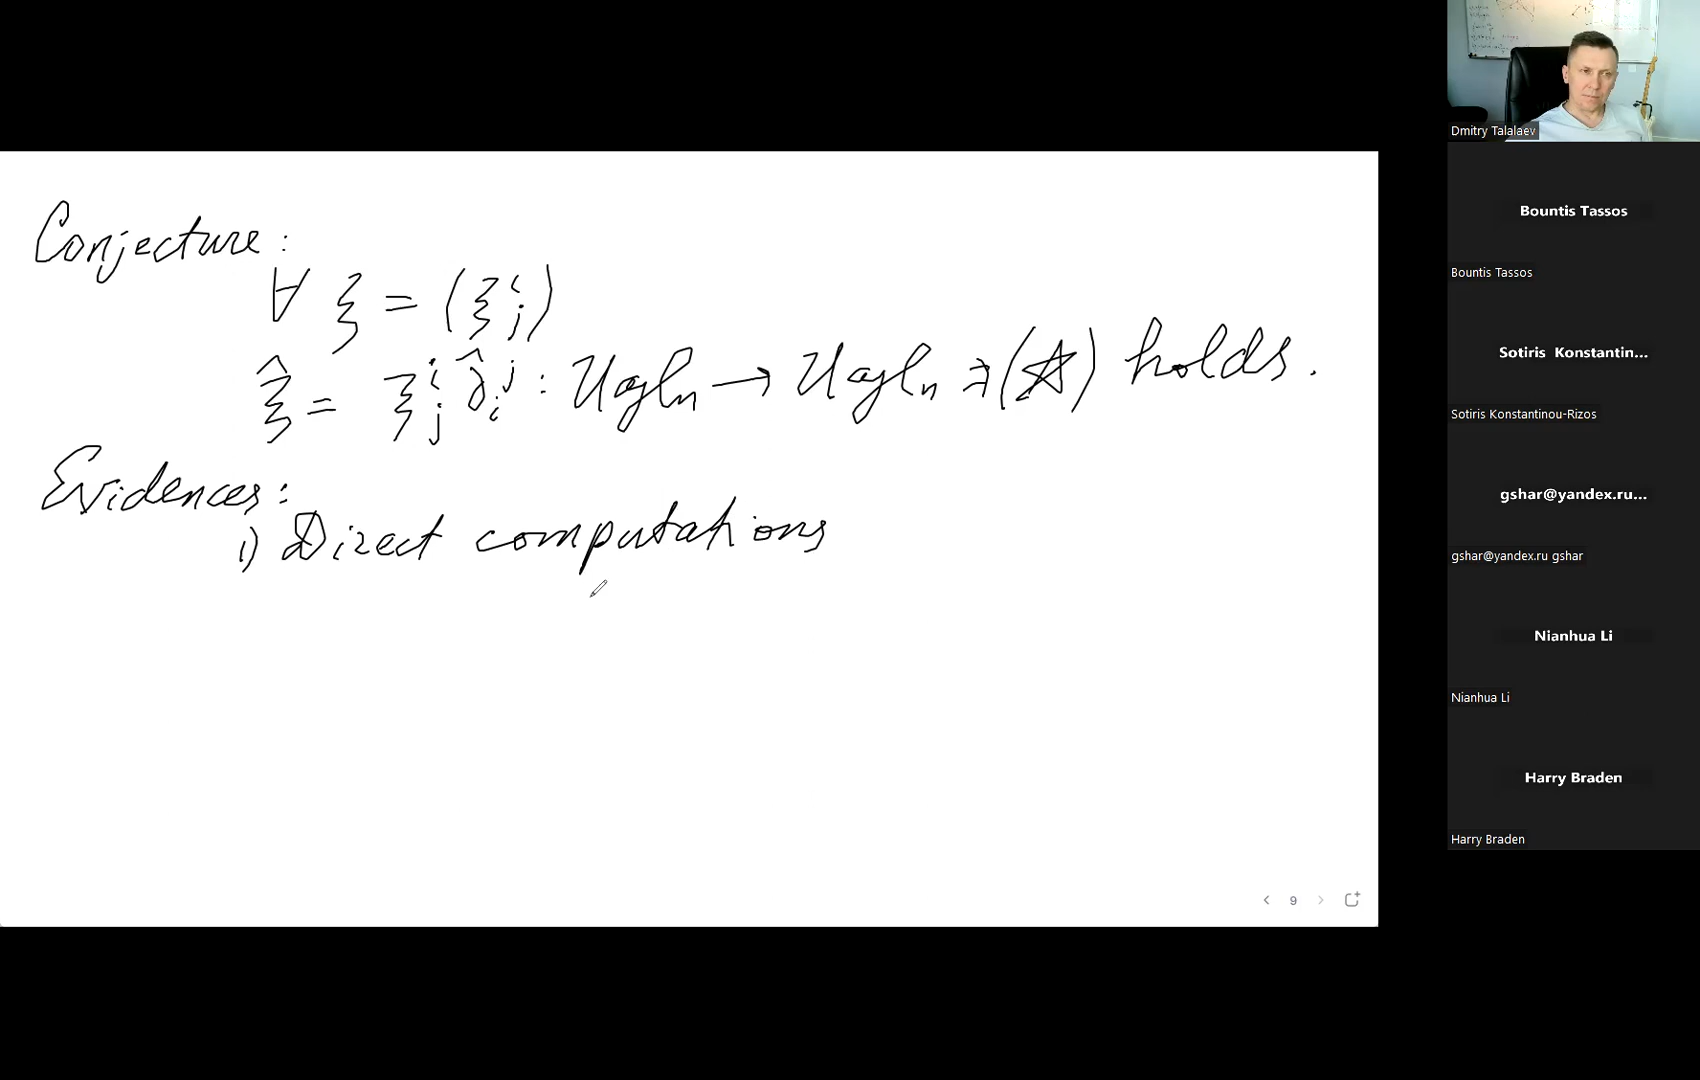 Conjecture:
∀ ξ = (ξ^i_j)
ξ̂ = ξ^i_j ∂̂^j_i : Ugl_n → Ugl_n ⇒ (☆) holds.
Evidences:
1) Direct computations
9
Dmitry Talalaev
Bountis Tassos
Bountis Tassos
Sotiris Konstantin...
Sotiris Konstantinou-Rizos
gshar@yandex.ru...
gshar@yandex.ru gshar
Nianhua Li
Nianhua Li
Harry Braden
Harry Braden